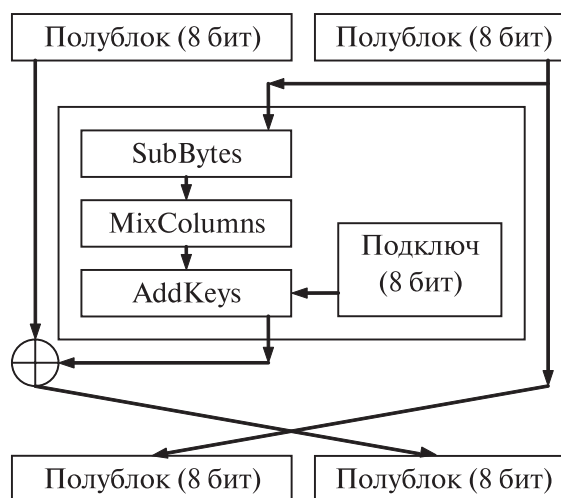 Полублок (8 бит)
Полублок (8 бит)
SubBytes
MixColumns
Подключ
(8 бит)
AddKeys
Полублок (8 бит)
Полублок (8 бит)